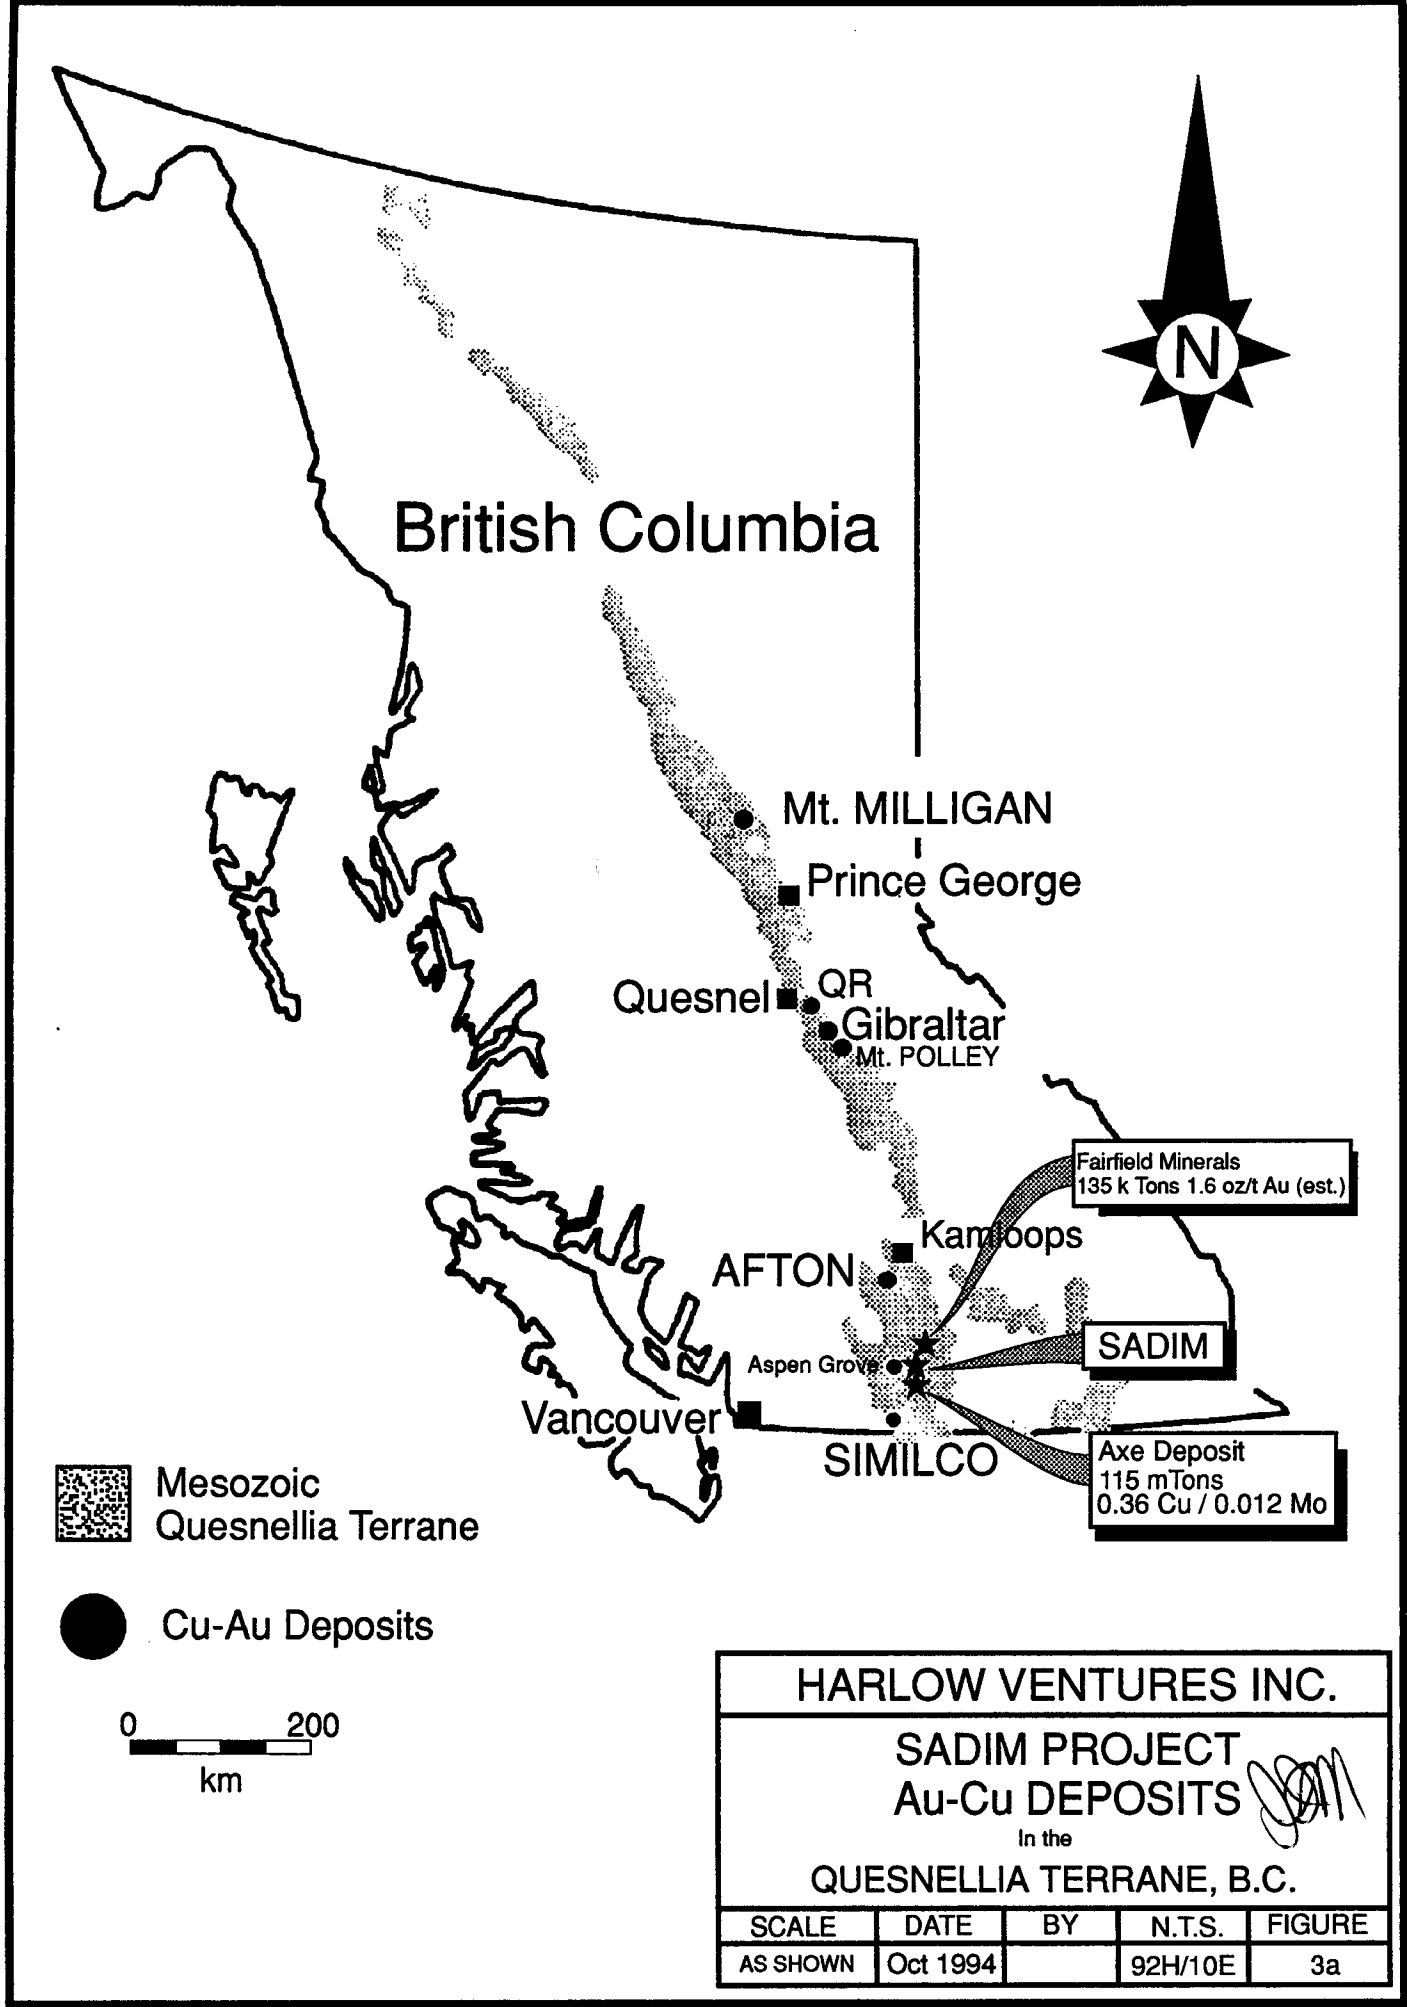 N
British Columbia
Mt. MILLIGAN
Prince George
Quesnel
QR
Gibraltar
Mt. POLLEY
Fairfield Minerals
135 k Tons 1.6 oz/t Au (est.)
Kamloops
AFTON
SADIM
Aspen Grove
Vancouver
SIMILCO
Axe Deposit
115 mTons
0.36 Cu / 0.012 Mo
Mesozoic
Quesnellia Terrane
Cu-Au Deposits
0 200
km
HARLOW VENTURES INC.
SADIM PROJECT
Au-Cu DEPOSITS
In the
QUESNELLIA TERRANE, B.C.
SCALE DATE BY N.T.S. FIGURE
AS SHOWN Oct 1994 92H/10E 3a